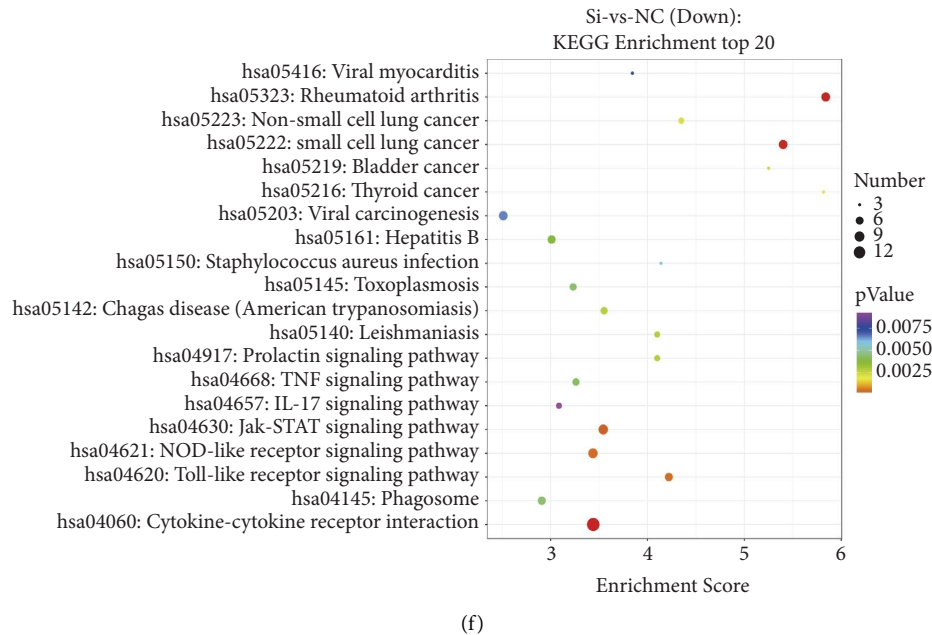 Si-vs-NC (Down):
KEGG Enrichment top 20
hsa05416: Viral myocarditis
hsa05323: Rheumatoid arthritis
hsa05223: Non-small cell lung cancer
hsa05222: small cell lung cancer
hsa05219: Bladder cancer
hsa05216: Thyroid cancer
hsa05203: Viral carcinogenesis
hsa05161: Hepatitis B
hsa05150: Staphylococcus aureus infection
hsa05145: Toxoplasmosis
hsa05142: Chagas disease (American trypanosomiasis)
hsa05140: Leishmaniasis
hsa04917: Prolactin signaling pathway
hsa04668: TNF signaling pathway
hsa04657: IL-17 signaling pathway
hsa04630: Jak-STAT signaling pathway
hsa04621: NOD-like receptor signaling pathway
hsa04620: Toll-like receptor signaling pathway
hsa04145: Phagosome
hsa04060: Cytokine-cytokine receptor interaction
3 4 5 6
Enrichment Score
Number
3
6
9
12
pValue
0.0075
0.0050
0.0025
(f)